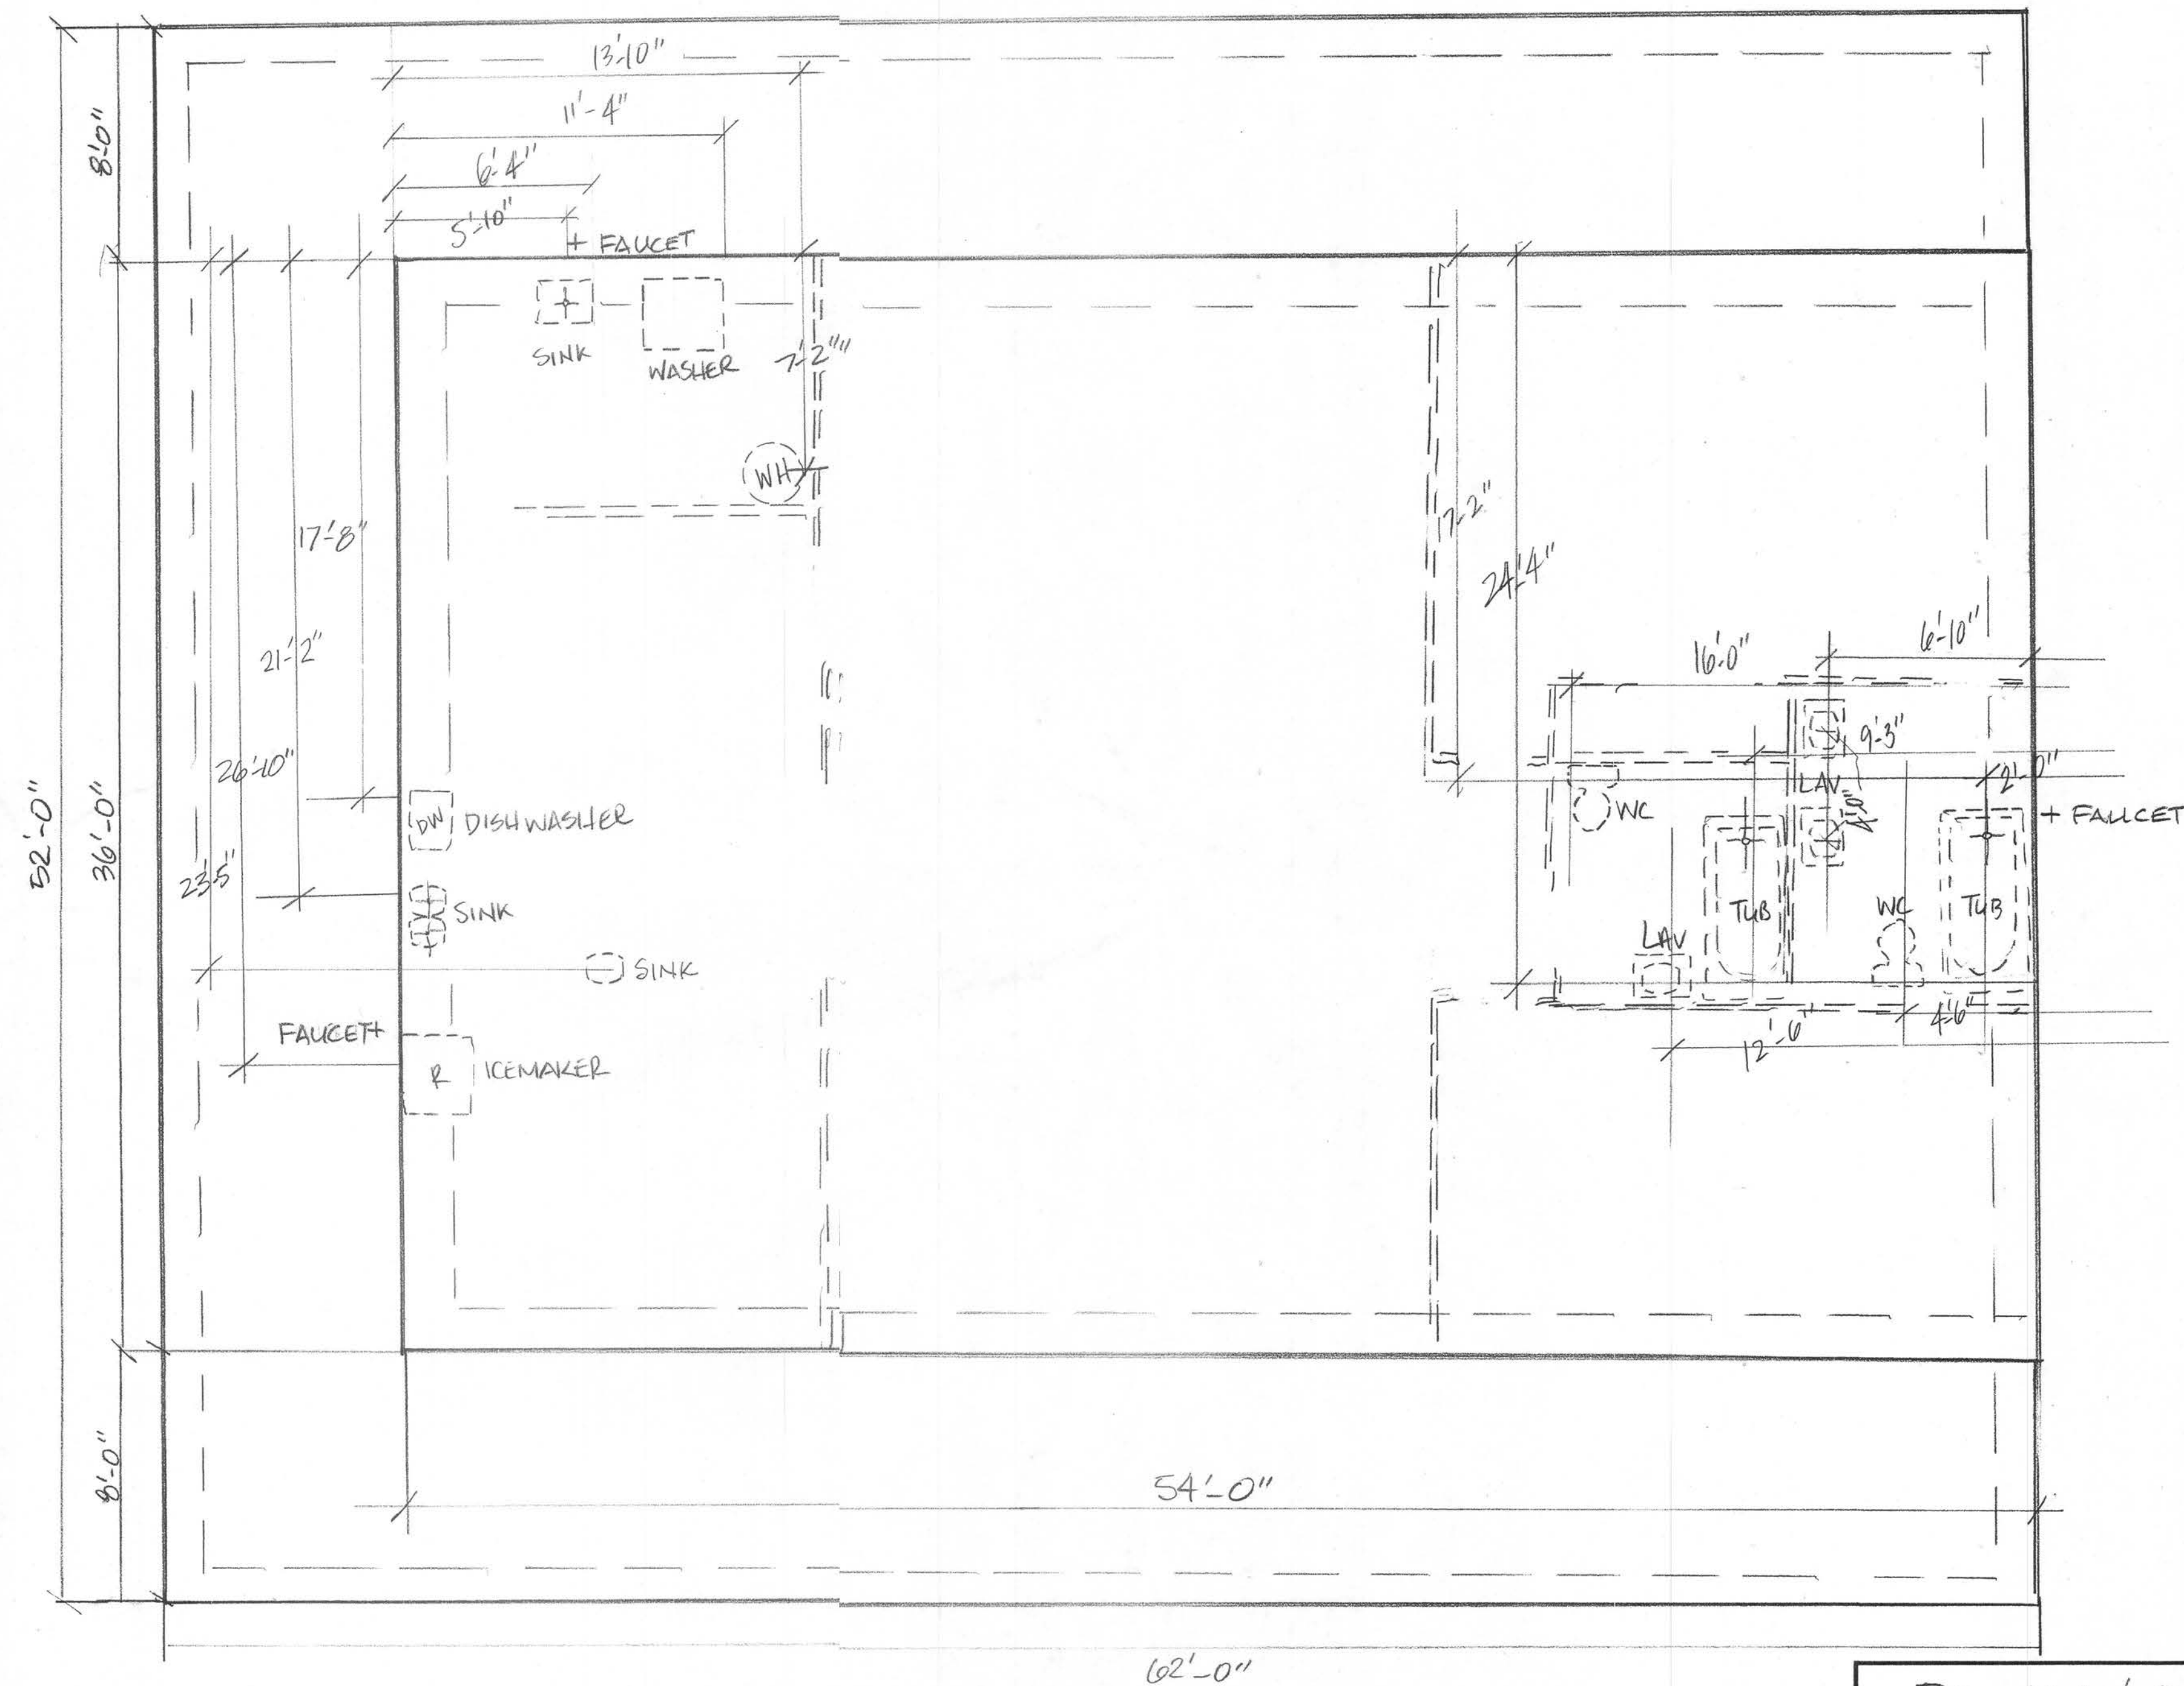 13'-10"
11'-4"
6'-4"
5'-10"
8'-0"
+ FAUCET
SINK
WASHER
7'-2"
WH
17'-8"
17'-2"
24'-4"
21'-2"
6'-10"
16'-0"
9'-3"
26'-10"
2'-0"
LAV
WC
+ FAUCET
DW
DISHWASHER
52'-0"
36'-0"
23'-5"
SINK
TUB
WC
TUB
LAV
SINK
FAUCET+
4'-6"
12'-6"
R
ICEMAKER
8'-0"
54'-0"
62'-0"